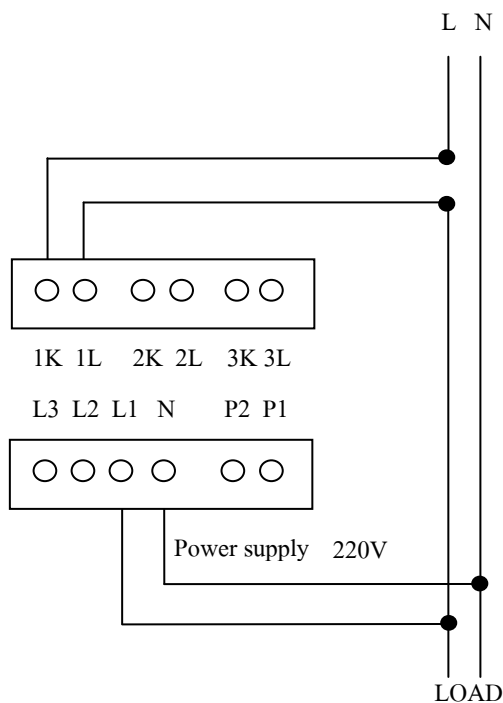 L N
1K 1L 2K 2L 3K 3L
L3 L2 L1 N P2 P1
Power supply 220V
LOAD